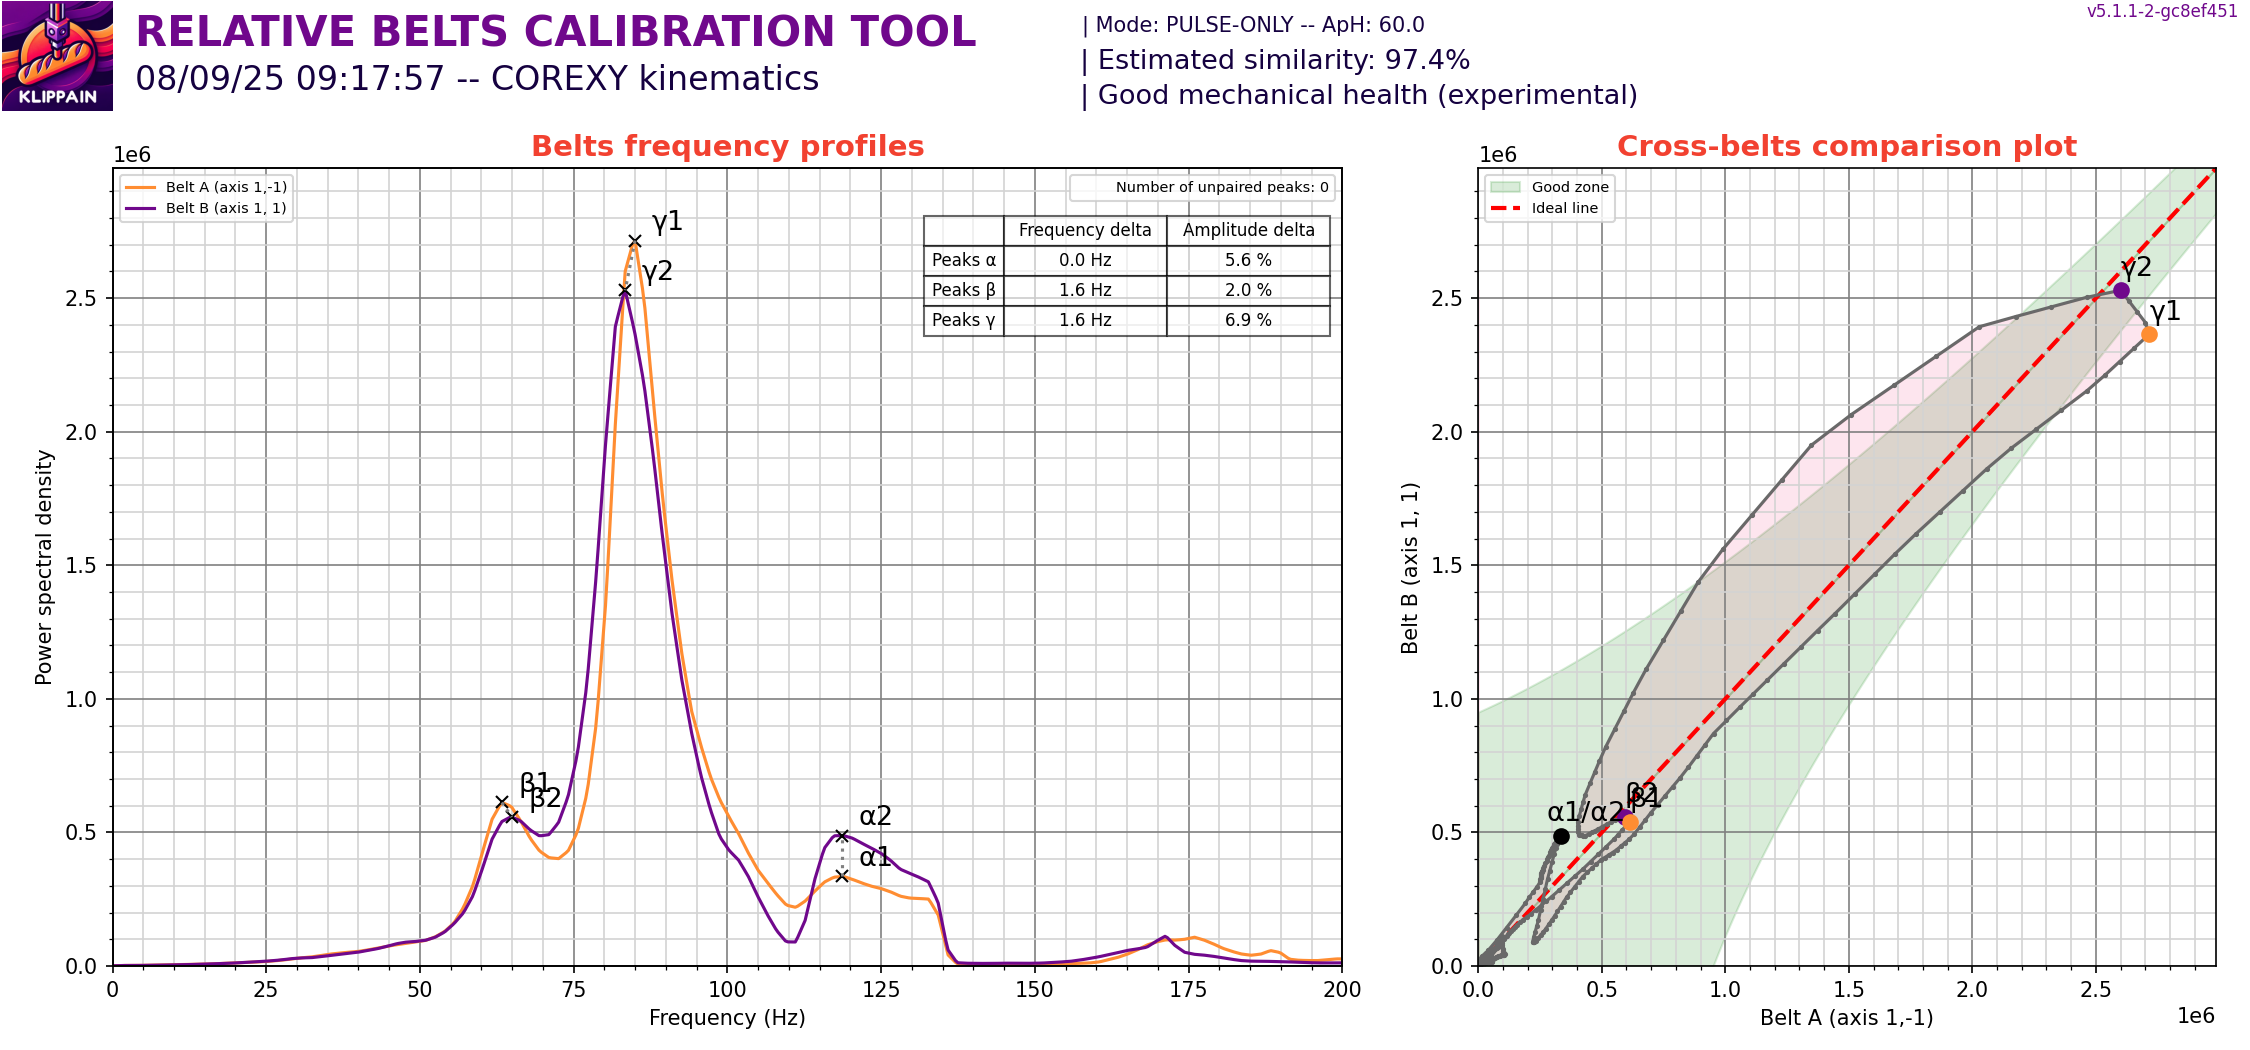 KLIPPAIN
RELATIVE BELTS CALIBRATION TOOL
08/09/25 09:17:57 -- COREXY kinematics
| Mode: PULSE-ONLY -- ApH: 60.0
| Estimated similarity: 97.4%
| Good mechanical health (experimental)
v5.1.1-2-gc8ef451
Belts frequency profiles
1e6
Belt A (axis 1,-1)
Belt B (axis 1, 1)
Number of unpaired peaks: 0
Frequency delta Amplitude delta
Peaks α 0.0 Hz 5.6 %
Peaks β 1.6 Hz 2.0 %
Peaks γ 1.6 Hz 6.9 %
γ1
γ2
β1
β2
α2
α1
2.5
2.0
1.5
1.0
0.5
0.0
Power spectral density
0 25 50 75 100 125 150 175 200
Frequency (Hz)
Cross-belts comparison plot
1e6
Good zone
Ideal line
γ2
γ1
β2
β1
α1/α2
2.5
2.0
1.5
1.0
0.5
0.0
Belt B (axis 1, 1)
0.0 0.5 1.0 1.5 2.0 2.5
Belt A (axis 1,-1)
1e6